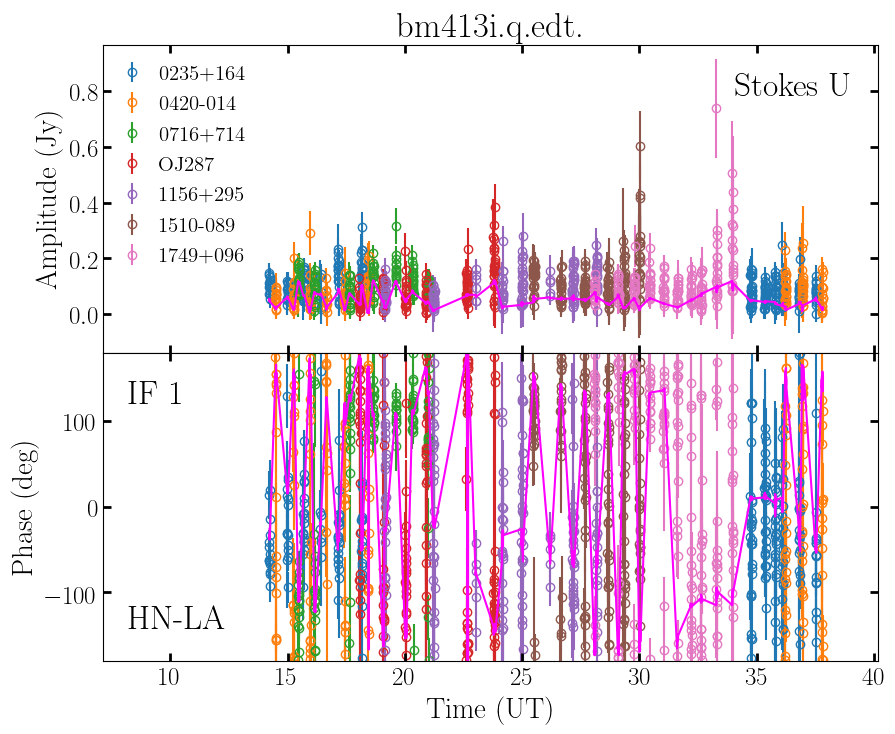 bm413i.q.edt.
Stokes U
0235+164
0420-014
0716+714
OJ287
1156+295
1510-089
1749+096
Amplitude (Jy)
0.8
0.6
0.4
0.2
0.0
IF 1
HN-LA
Phase (deg)
100
0
−100
10 15 20 25 30 35 40
Time (UT)